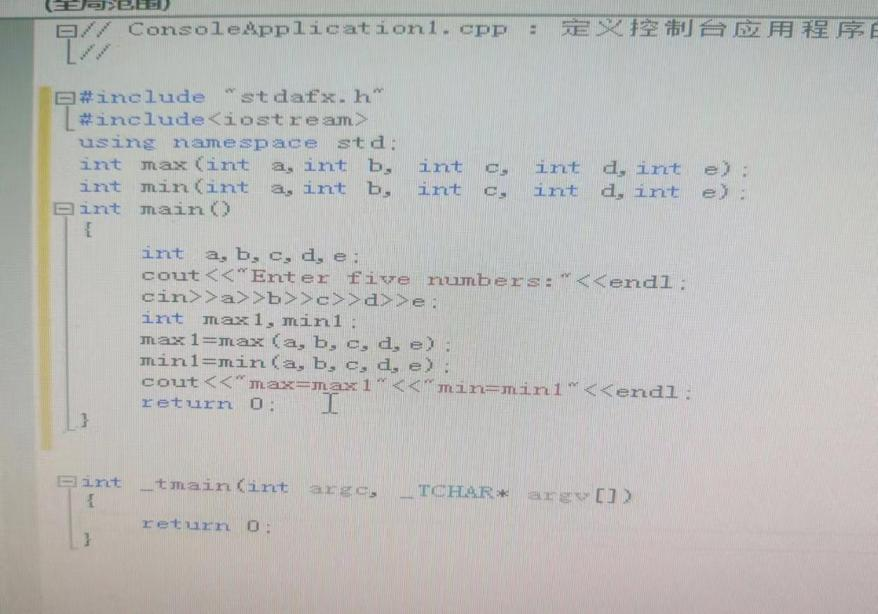 (全局范围)
// ConsoleApplication1.cpp : 定义控制台应用程序的
//
#include "stdafx.h"
#include<iostream>
using namespace std;
int max(int a,int b, int c, int d,int e);
int min(int a,int b, int c, int d,int e);
int main()
{
int a,b,c,d,e;
cout<<"Enter five numbers:"<<endl;
cin>>a>>b>>c>>d>>e;
int max1,min1;
max1=max(a,b,c,d,e);
min1=min(a,b,c,d,e);
cout<<"max=max1"<<"min=min1"<<endl;
return 0;
}
int _tmain(int argc, _TCHAR* argv[])
{
return 0;
}